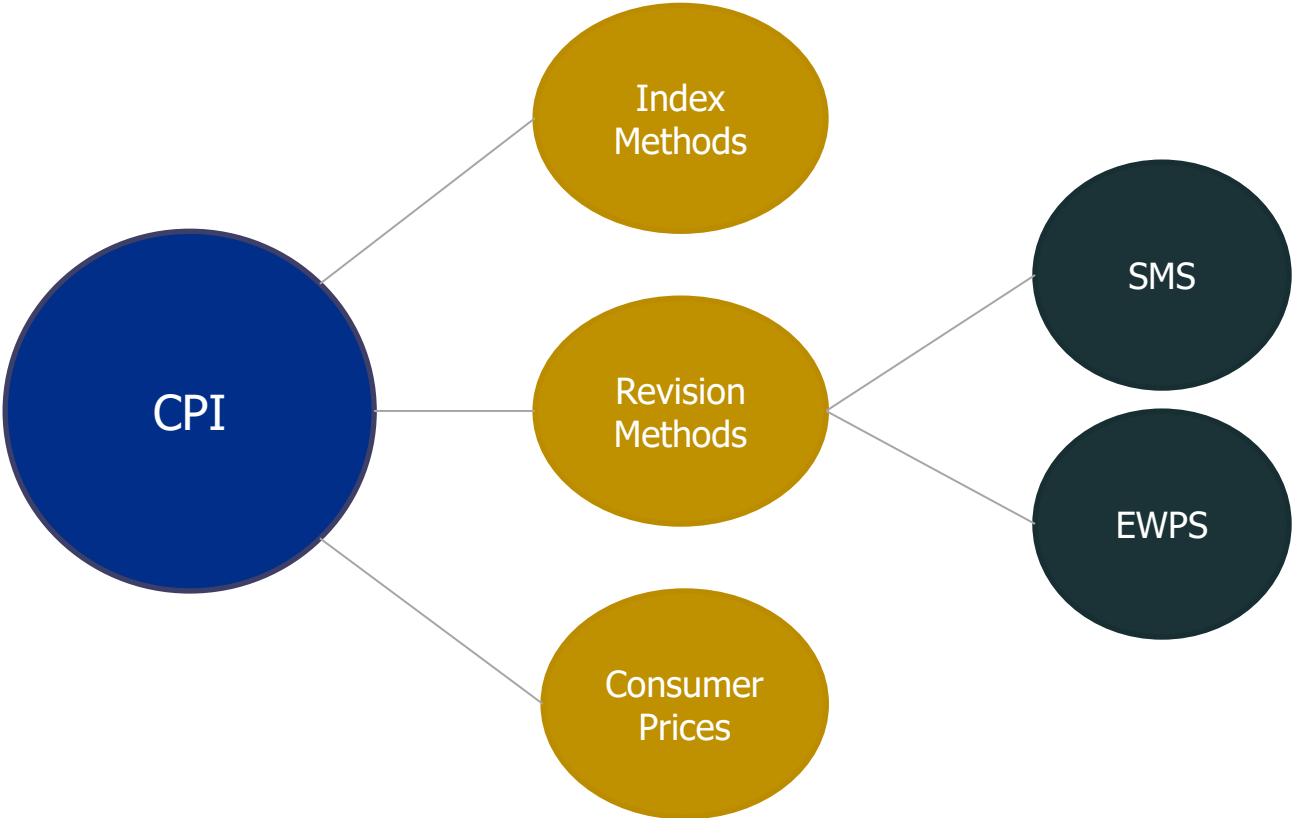 CPI
Index
Methods
Revision
Methods
Consumer
Prices
SMS
EWPS